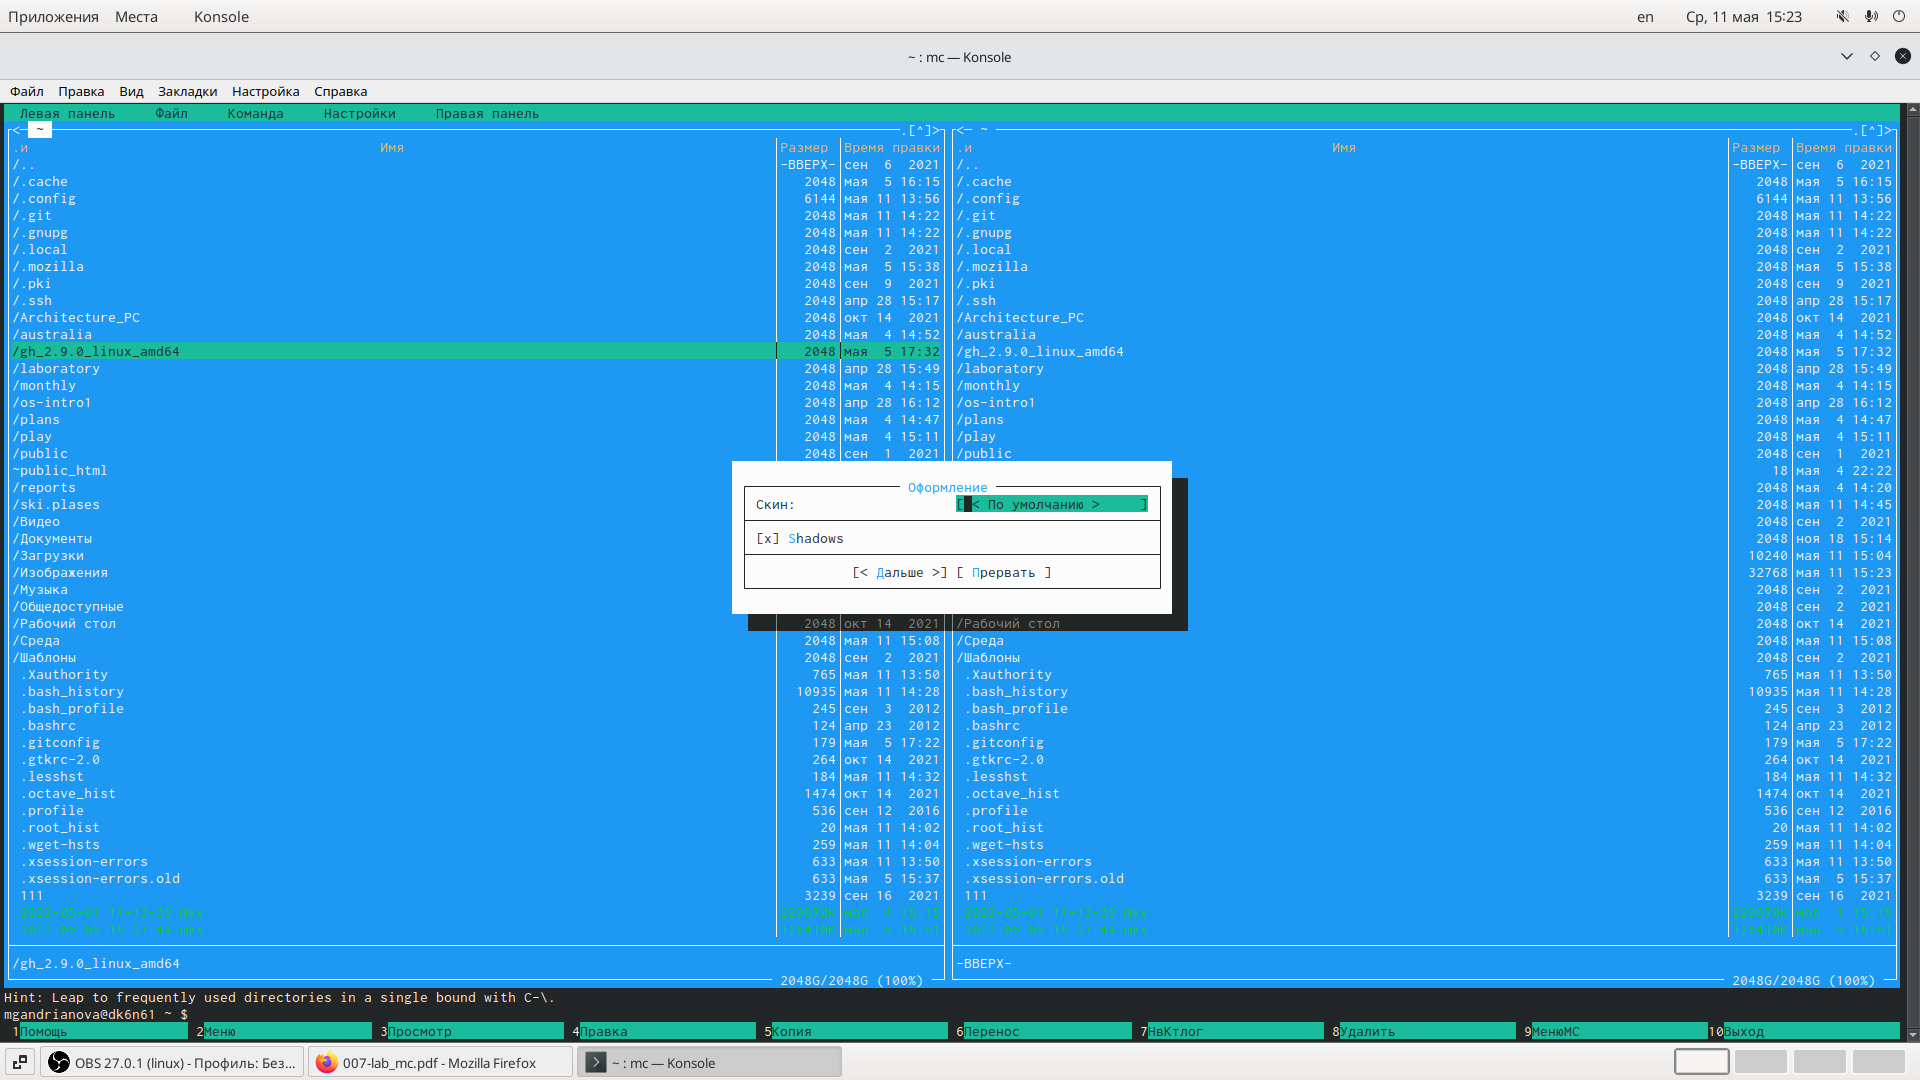 Приложения Места Konsole en Ср, 11 мая 15:23
~ : mc — Konsole
Файл Правка Вид Закладки Настройка Справка
Левая панель Файл Команда Настройки Правая панель
<─ ~ .[^]> <─ ~ .[^]>
.и Имя Размер Время правки .и Имя Размер Время правки
/.. -ВВЕРХ- сен 6 2021 /.. -ВВЕРХ- сен 6 2021
/.cache 2048 мая 5 16:15 /.cache 2048 мая 5 16:15
/.config 6144 мая 11 13:56 /.config 6144 мая 11 13:56
/.git 2048 мая 11 14:22 /.git 2048 мая 11 14:22
/.gnupg 2048 мая 11 14:22 /.gnupg 2048 мая 11 14:22
/.local 2048 сен 2 2021 /.local 2048 сен 2 2021
/.mozilla 2048 мая 5 15:38 /.mozilla 2048 мая 5 15:38
/.pki 2048 сен 9 2021 /.pki 2048 сен 9 2021
/.ssh 2048 апр 28 15:17 /.ssh 2048 апр 28 15:17
/Architecture_PC 2048 окт 14 2021 /Architecture_PC 2048 окт 14 2021
/australia 2048 мая 4 14:52 /australia 2048 мая 4 14:52
/gh_2.9.0_linux_amd64 2048 мая 5 17:32 /gh_2.9.0_linux_amd64 2048 мая 5 17:32
/laboratory 2048 апр 28 15:49 /laboratory 2048 апр 28 15:49
/monthly 2048 мая 4 14:15 /monthly 2048 мая 4 14:15
/os-intro1 2048 апр 28 16:12 /os-intro1 2048 апр 28 16:12
/plans 2048 мая 4 14:47 /plans 2048 мая 4 14:47
/play 2048 мая 4 15:11 /play 2048 мая 4 15:11
/public 2048 сен 1 2021 /public 2048 сен 1 2021
~public_html 18 мая 4 22:22
/reports Оформление 2048 мая 4 14:20
/ski.plases Скин: [ < По умолчанию > ] 2048 мая 11 14:45
/Видео 2048 сен 2 2021
/Документы [x] Shadows 2048 ноя 18 15:14
/Загрузки 10240 мая 11 15:04
/Изображения [< Дальше >] [ Прервать ] 32768 мая 11 15:23
/Музыка 2048 сен 2 2021
/Общедоступные 2048 сен 2 2021
/Рабочий стол 2048 окт 14 2021 /Рабочий стол 2048 окт 14 2021
/Среда 2048 мая 11 15:08 /Среда 2048 мая 11 15:08
/Шаблоны 2048 сен 2 2021 /Шаблоны 2048 сен 2 2021
.Xauthority 765 мая 11 13:50 .Xauthority 765 мая 11 13:50
.bash_history 10935 мая 11 14:28 .bash_history 10935 мая 11 14:28
.bash_profile 245 сен 3 2012 .bash_profile 245 сен 3 2012
.bashrc 124 апр 23 2012 .bashrc 124 апр 23 2012
.gitconfig 179 мая 5 17:22 .gitconfig 179 мая 5 17:22
.gtkrc-2.0 264 окт 14 2021 .gtkrc-2.0 264 окт 14 2021
.lesshst 184 мая 11 14:32 .lesshst 184 мая 11 14:32
.octave_hist 1474 окт 14 2021 .octave_hist 1474 окт 14 2021
.profile 536 сен 12 2016 .profile 536 сен 12 2016
.root_hist 20 мая 11 14:02 .root_hist 20 мая 11 14:02
.wget-hsts 259 мая 11 14:04 .wget-hsts 259 мая 11 14:04
.xsession-errors 633 мая 11 13:50 .xsession-errors 633 мая 11 13:50
.xsession-errors.old 633 мая 5 15:37 .xsession-errors.old 633 мая 5 15:37
111 3239 сен 16 2021 111 3239 сен 16 2021
/gh_2.9.0_linux_amd64 -ВВЕРХ-
2048G/2048G (100%) 2048G/2048G (100%)
Hint: Leap to frequently used directories in a single bound with C-\.
mgandrianova@dk6n61 ~ $
1Помощь 2Меню 3Просмотр 4Правка 5Копия 6Перенос 7НвКтлог 8Удалить 9МенюМС 10Выход
OBS 27.0.1 (linux) - Профиль: Без... 007-lab_mc.pdf - Mozilla Firefox ~ : mc — Konsole